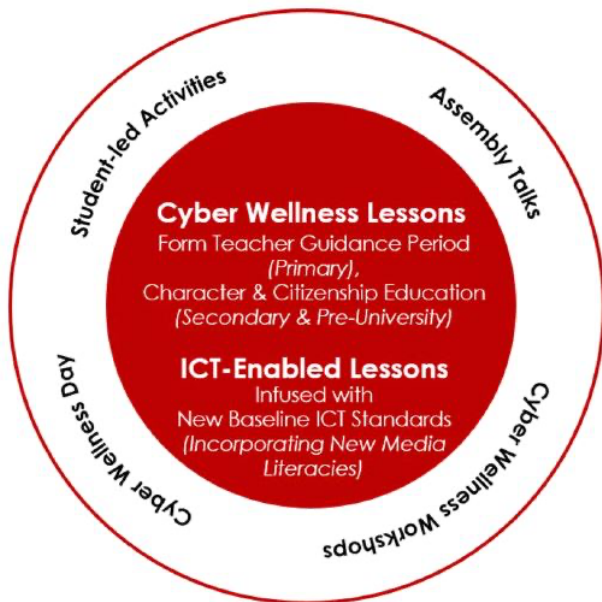 Student-led Activities
Assembly Talks
Cyber Wellness Lessons
Form Teacher Guidance Period
(Primary),
Character & Citizenship Education
(Secondary & Pre-University)
ICT-Enabled Lessons
Infused with
New Baseline ICT Standards
(Incorporating New Media
Literacies)
Cyber Wellness Day
Cyber Wellness Workshops